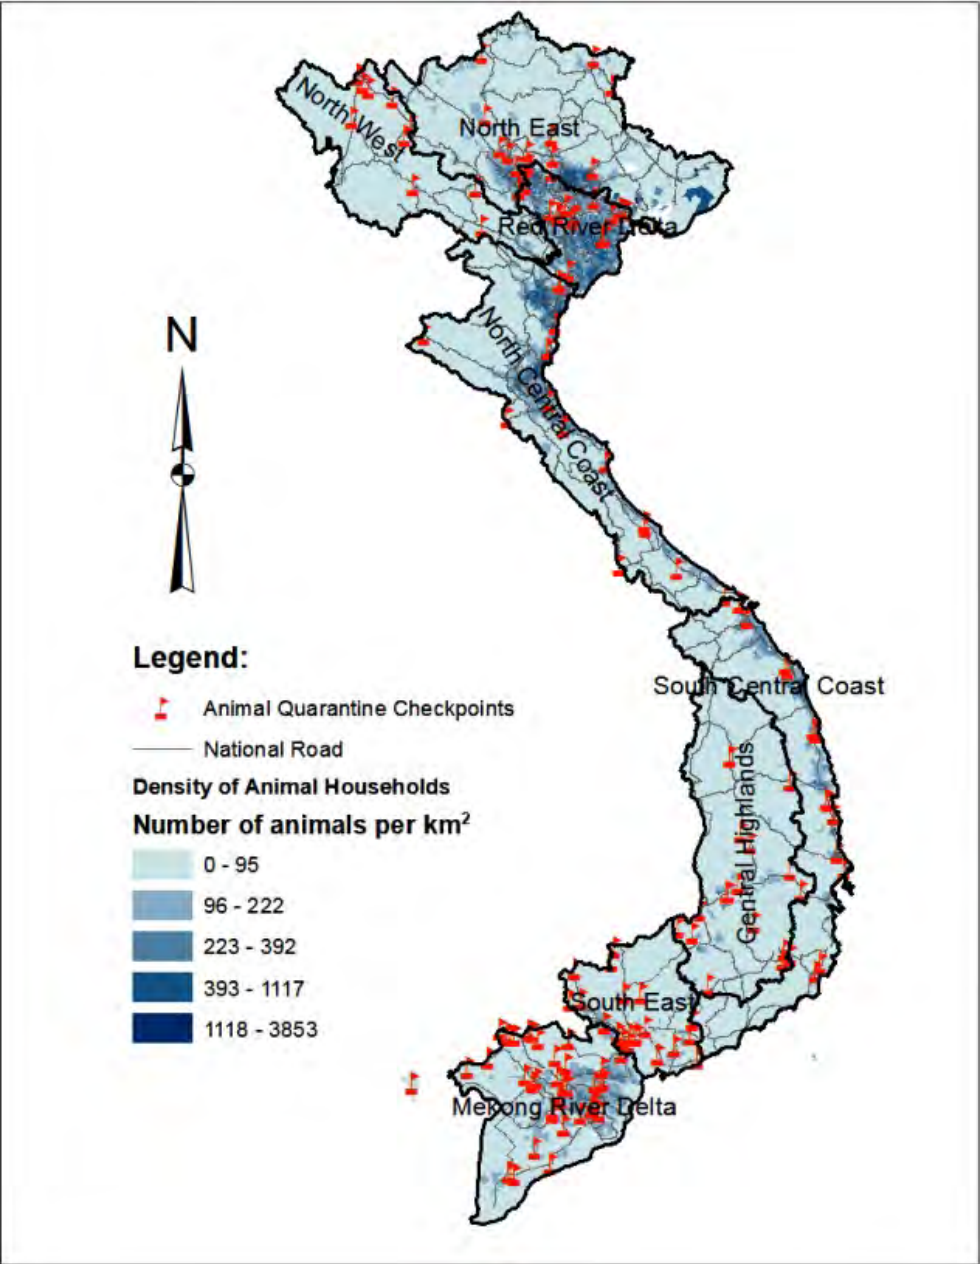 North West
North East
Red River Delta
N
North Central Coast
Legend:
Animal Quarantine Checkpoints
National Road
Density of Animal Households
Number of animals per km²
0 - 95
96 - 222
223 - 392
393 - 1117
1118 - 3853
South Central Coast
Central Highlands
South East
Mekong River Delta